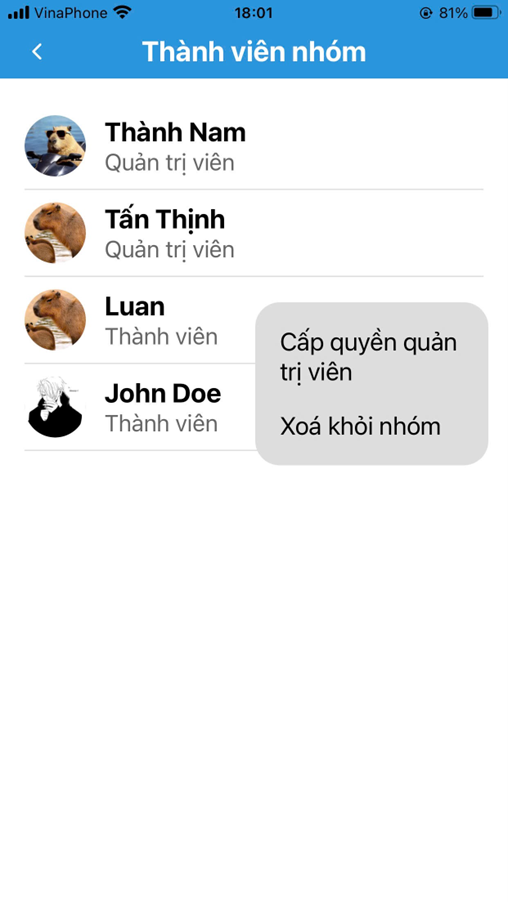 VinaPhone 18:01 81%
Thành viên nhóm
Thành Nam
Quản trị viên
Tấn Thịnh
Quản trị viên
Luan
Thành viên
Cấp quyền quản
trị viên
John Doe
Thành viên
Xoá khỏi nhóm